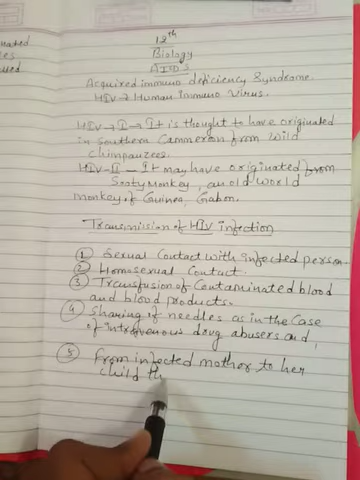 12th
Biology
AIDS
Acquired immuno deficiency Syndrome.
HIV → Human immuno Virus.
HIV → I → It is thought to have originated
in Southern Cammeron from wild
chimpanzees.
HIV-II - It may have originated from
Sooty Monkey, an old world
monkey of Guinea, Gabon.
Transmission of HIV infection
① Sexual Contact with Infected person.
② Homosexual Contact.
③ Transfusion of Contaminated blood
and blood products.
④ Sharing of needles as in the Case
of intravenous drug abusers and,
⑤ From infected mother to her
child th